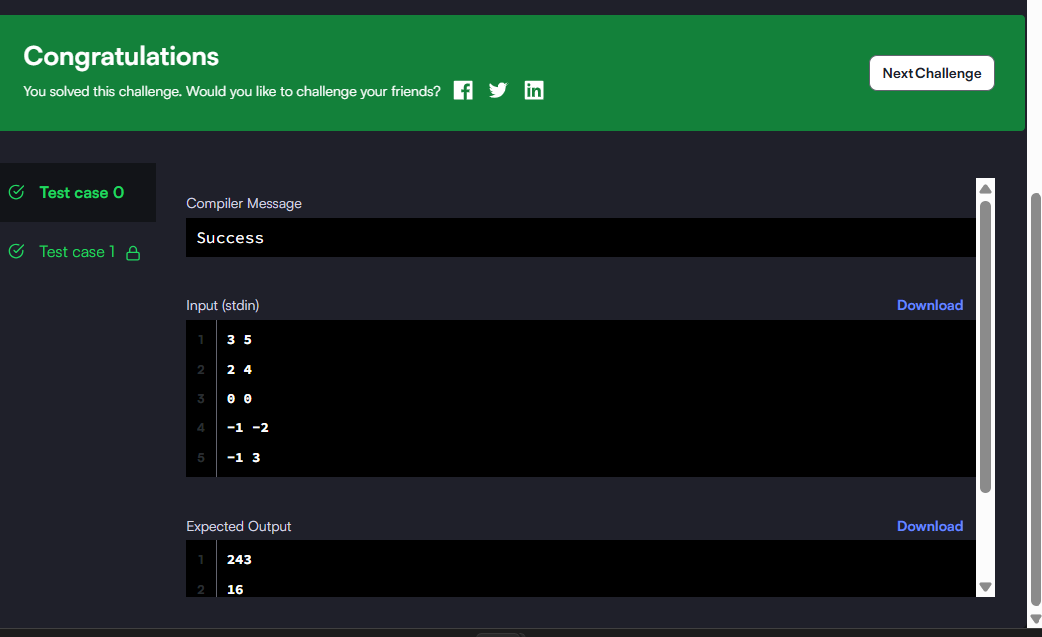 Congratulations
You solved this challenge. Would you like to challenge your friends?
Next Challenge
Test case 0
Test case 1
Compiler Message
Success
Input (stdin)
Download
1 3 5
2 2 4
3 0 0
4 -1 -2
5 -1 3
Expected Output
Download
1 243
2 16